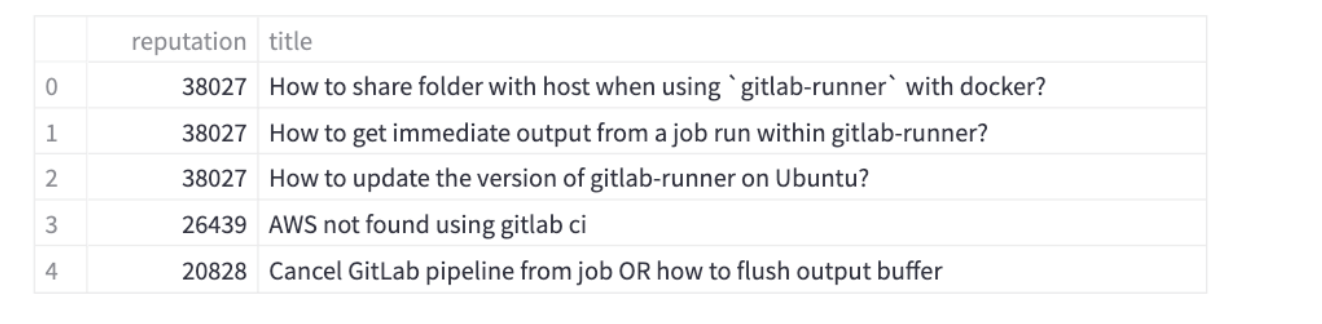 reputation title
0 38027 How to share folder with host when using `gitlab-runner` with docker?
1 38027 How to get immediate output from a job run within gitlab-runner?
2 38027 How to update the version of gitlab-runner on Ubuntu?
3 26439 AWS not found using gitlab ci
4 20828 Cancel GitLab pipeline from job OR how to flush output buffer